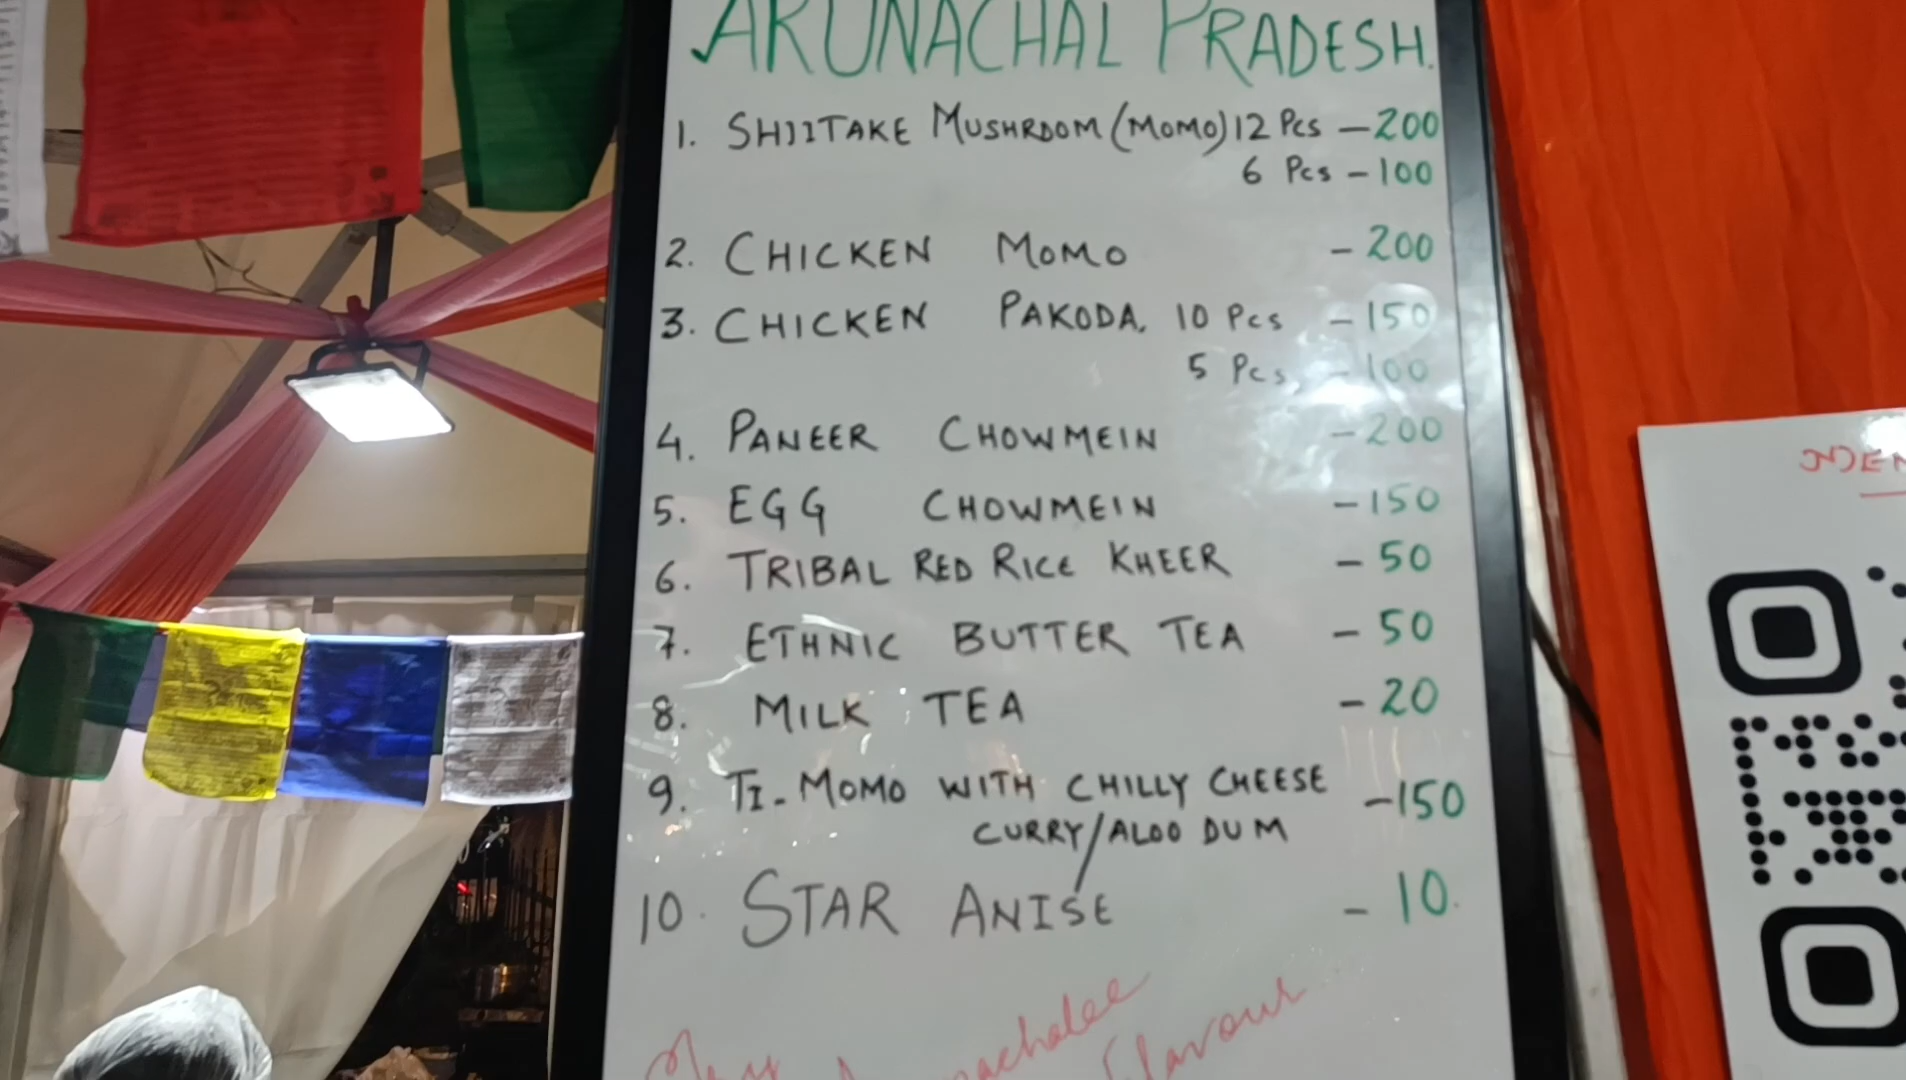 ARUNACHAL PRADESH.
1. SHIITAKE MUSHROOM (MOMO) 12 Pcs - 200
6 Pcs - 100
2. CHICKEN MOMO - 200
3. CHICKEN PAKODA. 10 Pcs - 150
5 Pcs, - 100
4. PANEER CHOWMEIN - 200
5. EGG CHOWMEIN - 150
6. TRIBAL RED RICE KHEER - 50
7. ETHNIC BUTTER TEA - 50
8. MILK TEA - 20
9. TI-MOMO WITH CHILLY CHEESE - 150
CURRY/ALOO DUM
10. STAR ANISE - 10.
flavour